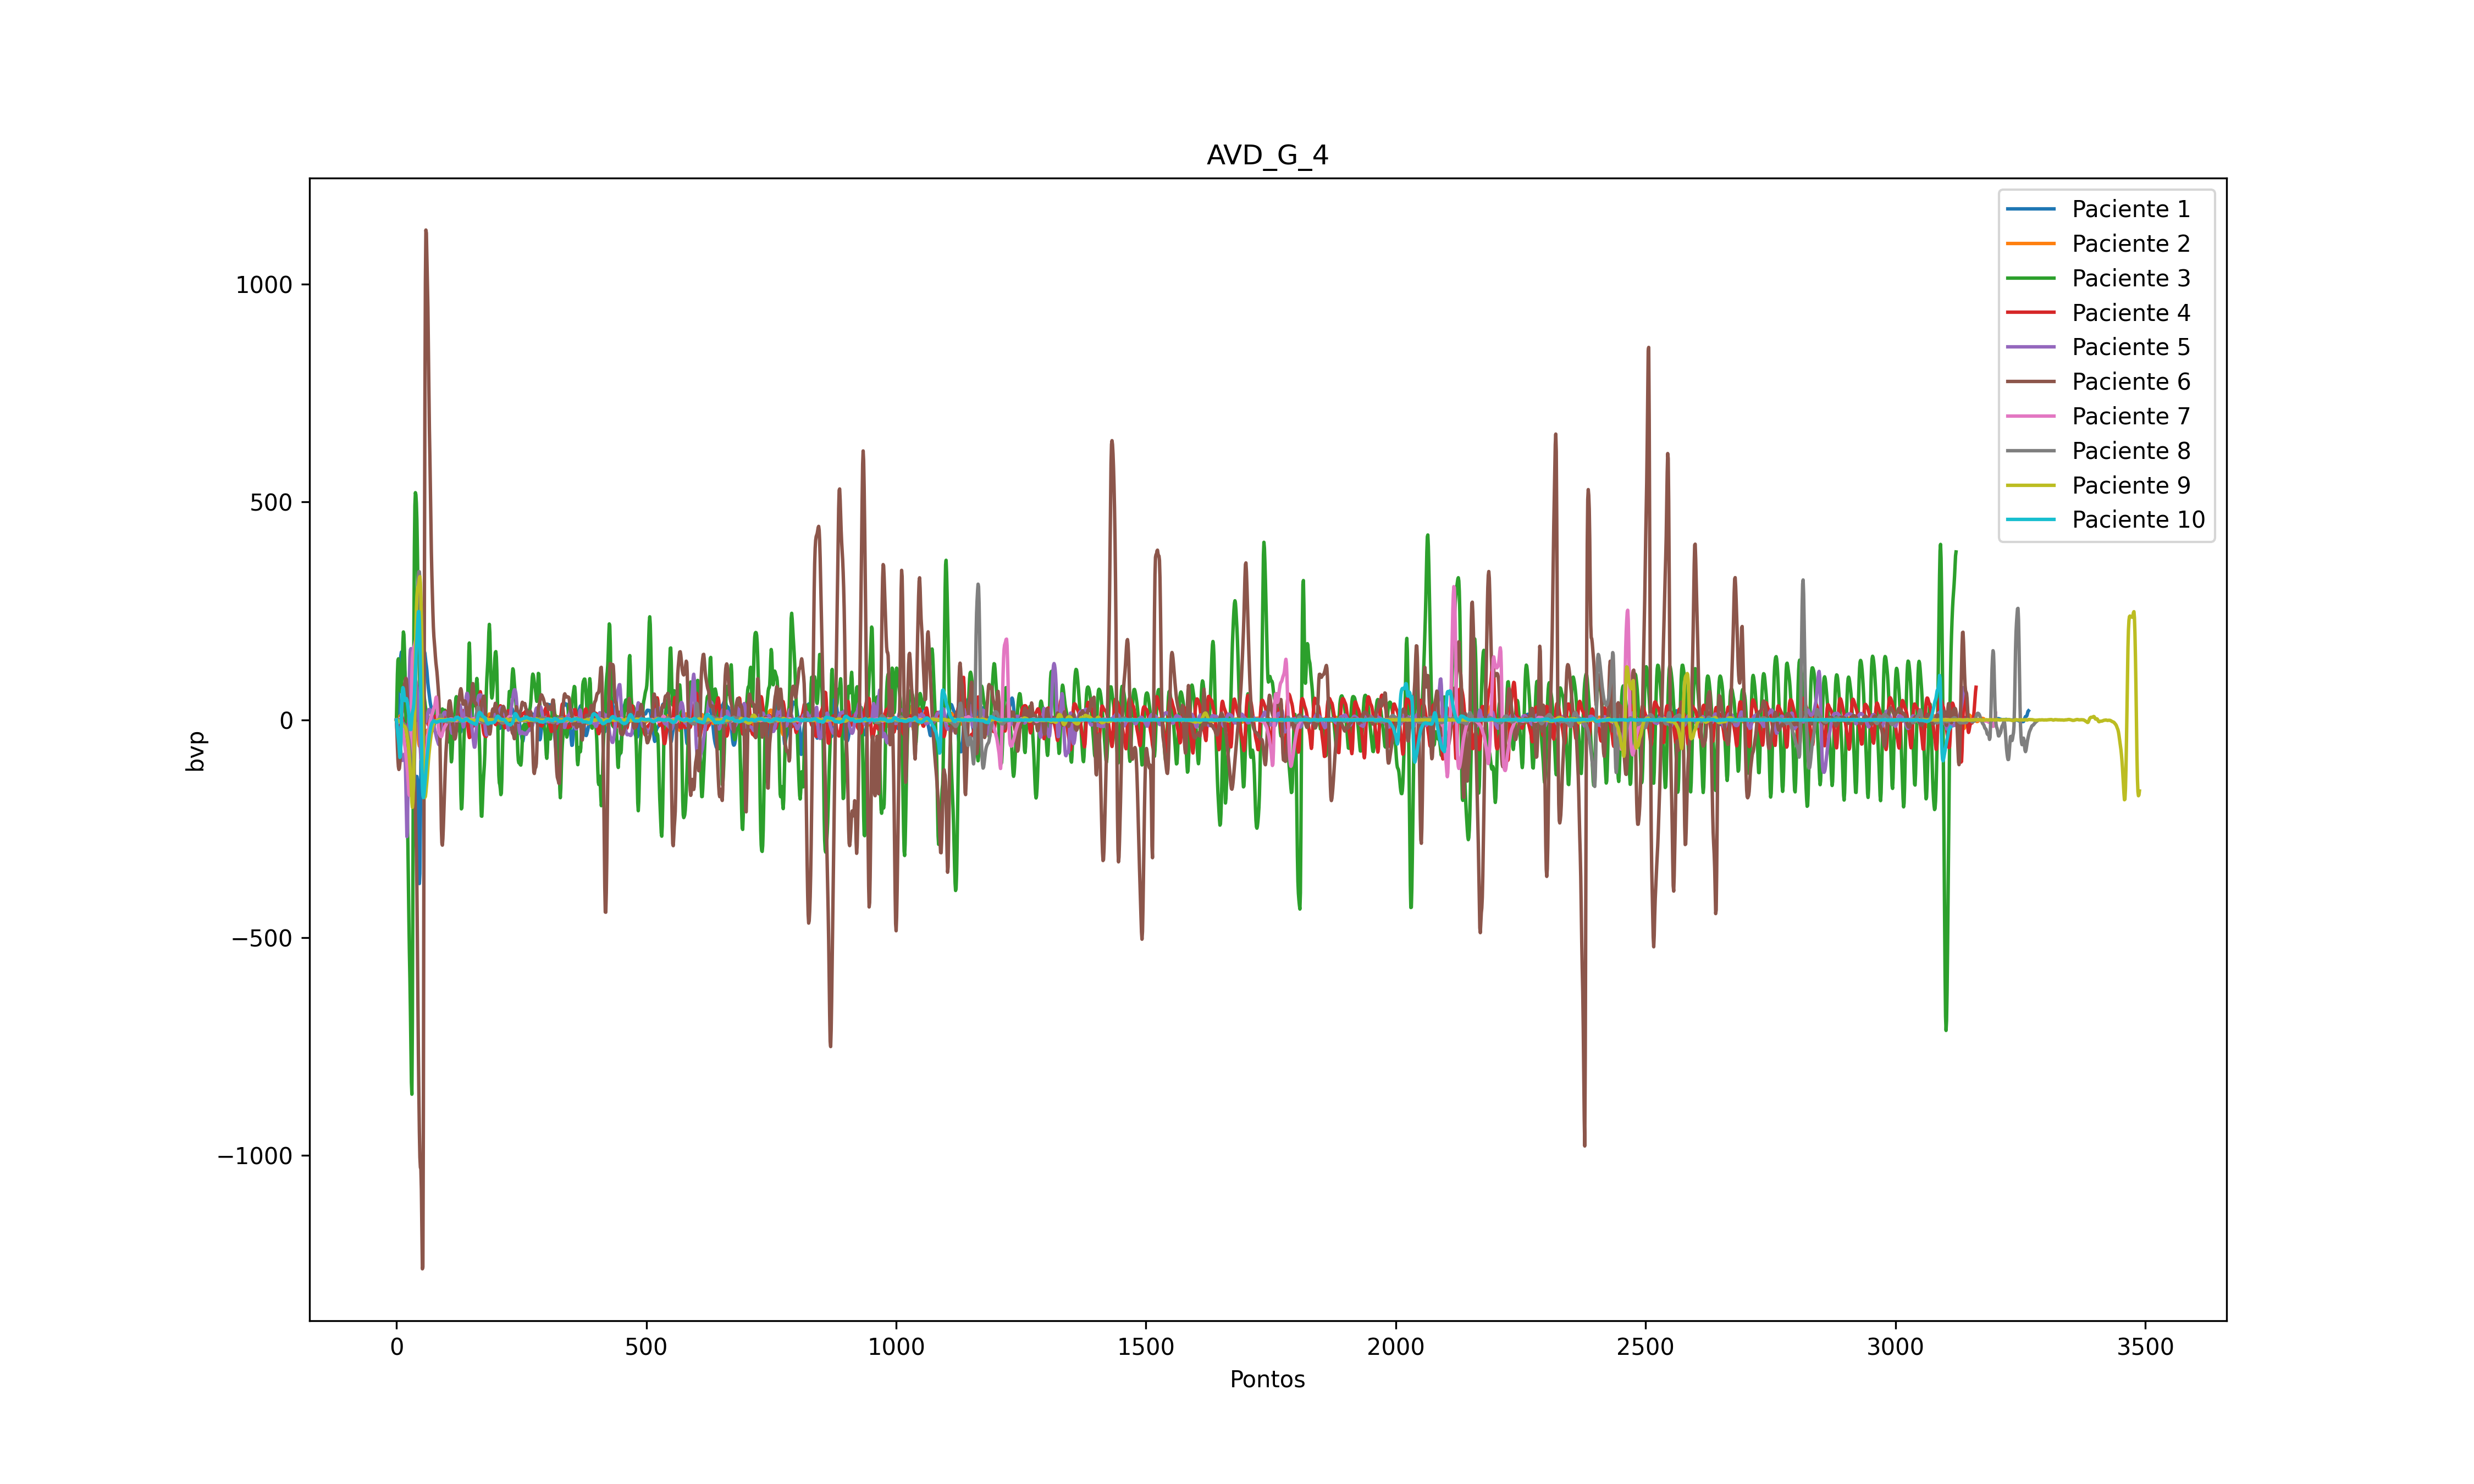 AVD_G_4
Paciente 1
Paciente 2
Paciente 3
Paciente 4
Paciente 5
Paciente 6
Paciente 7
Paciente 8
Paciente 9
Paciente 10
1000
500
0
−500
−1000
bvp
0 500 1000 1500 2000 2500 3000 3500
Pontos